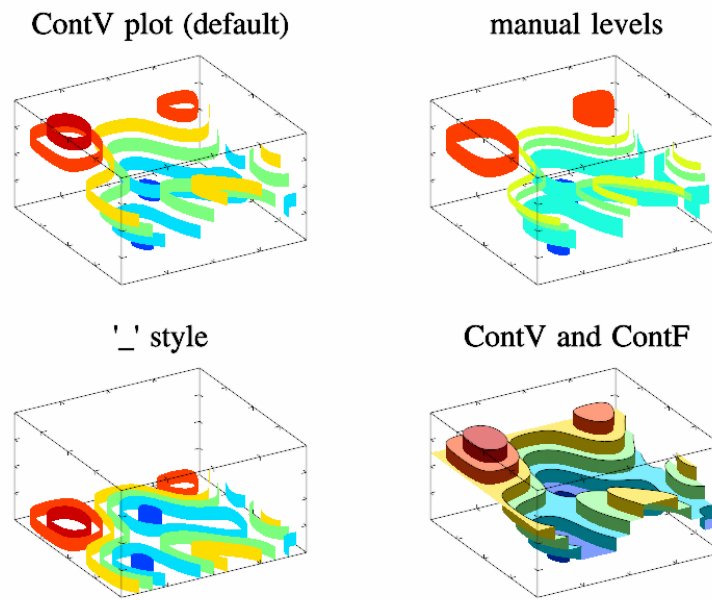 ContV plot (default)
manual levels
'_' style
ContV and ContF